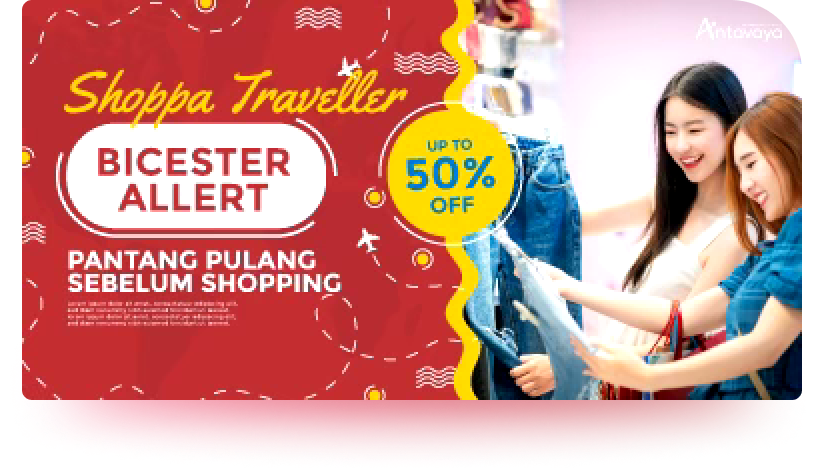 Antavaya
Shoppa Traveller
BICESTER
ALLERT
UP TO
50%
OFF
PANTANG PULANG
SEBELUM SHOPPING